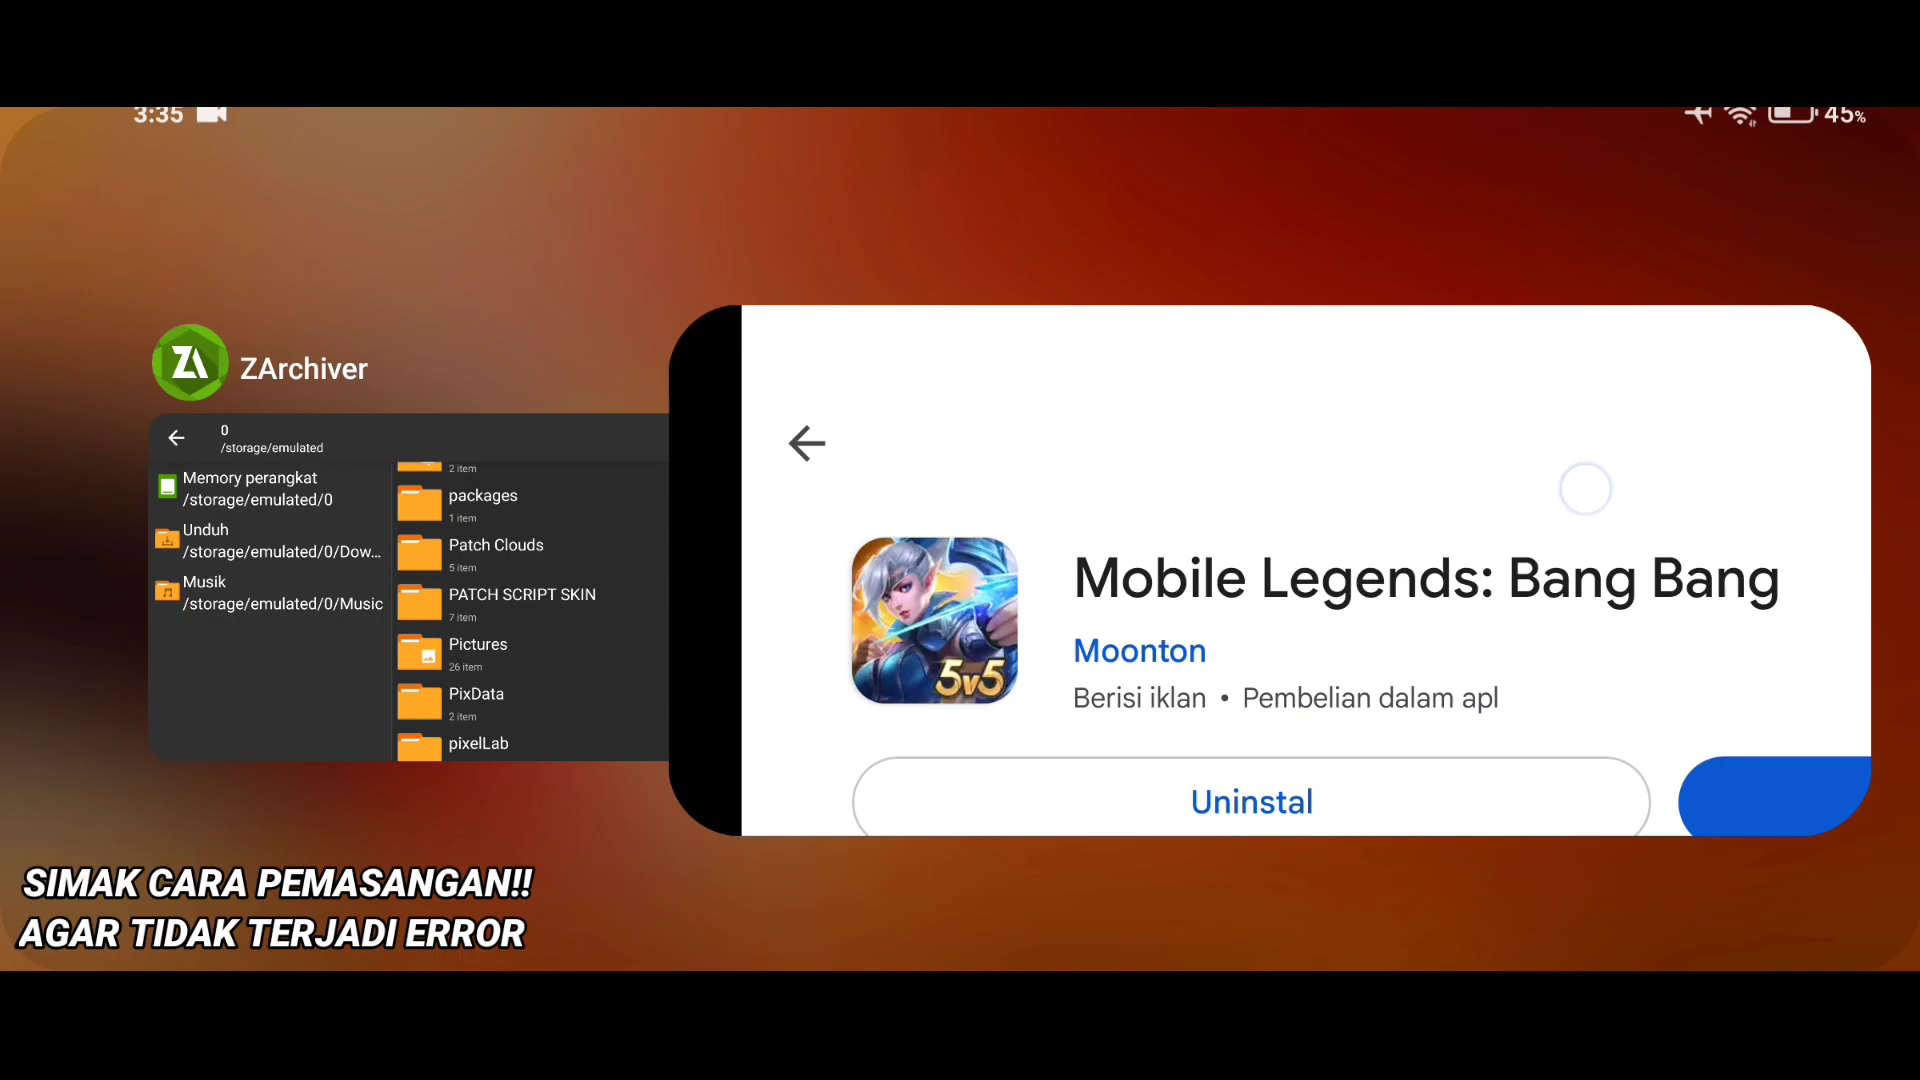 3:35
45%
ZArchiver
0
/storage/emulated
Memory perangkat
/storage/emulated/0
Unduh
/storage/emulated/0/Dow...
Musik
/storage/emulated/0/Music
2 item
packages
1 item
Patch Clouds
5 item
PATCH SCRIPT SKIN
7 item
Pictures
26 item
PixData
2 item
pixelLab
5v5
Mobile Legends: Bang Bang
Moonton
Berisi iklan • Pembelian dalam apl
Uninstal
SIMAK CARA PEMASANGAN!!
AGAR TIDAK TERJADI ERROR